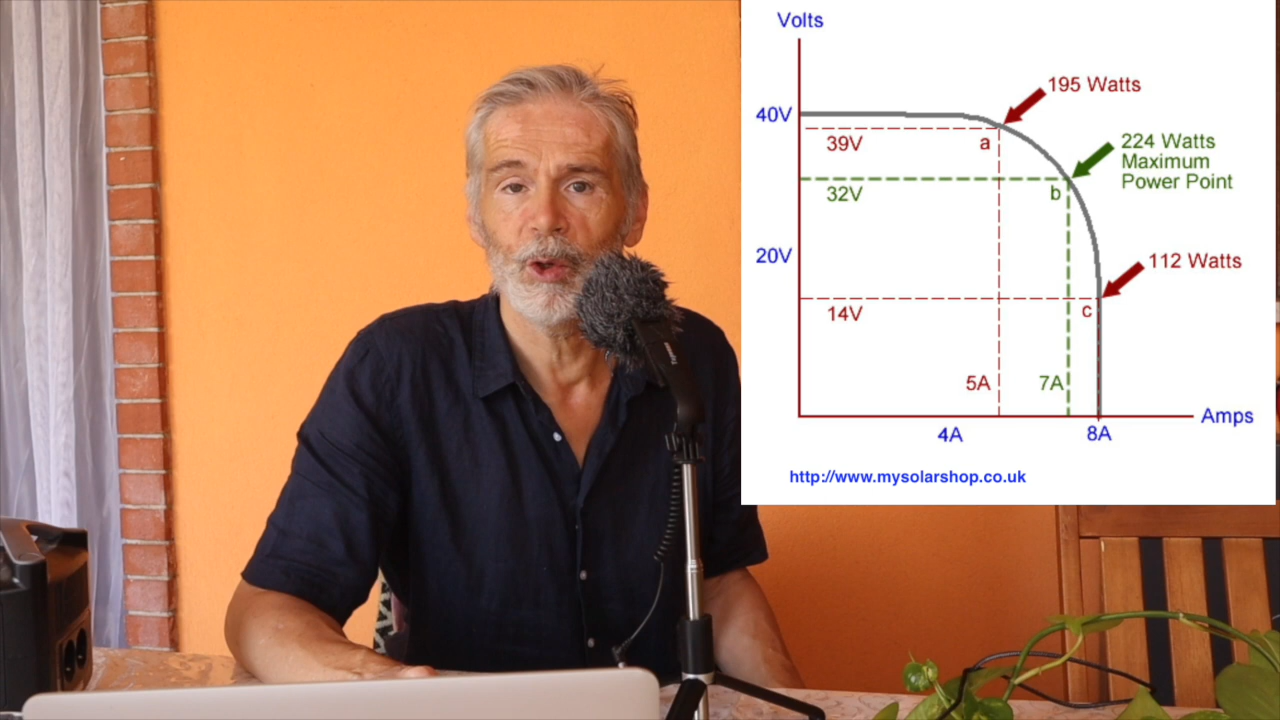 Volts
195 Watts
40V
39V
a
224 Watts
Maximum
Power Point
32V
b
20V
112 Watts
14V
c
5A
7A
Amps
4A
8A
http://www.mysolarshop.co.uk